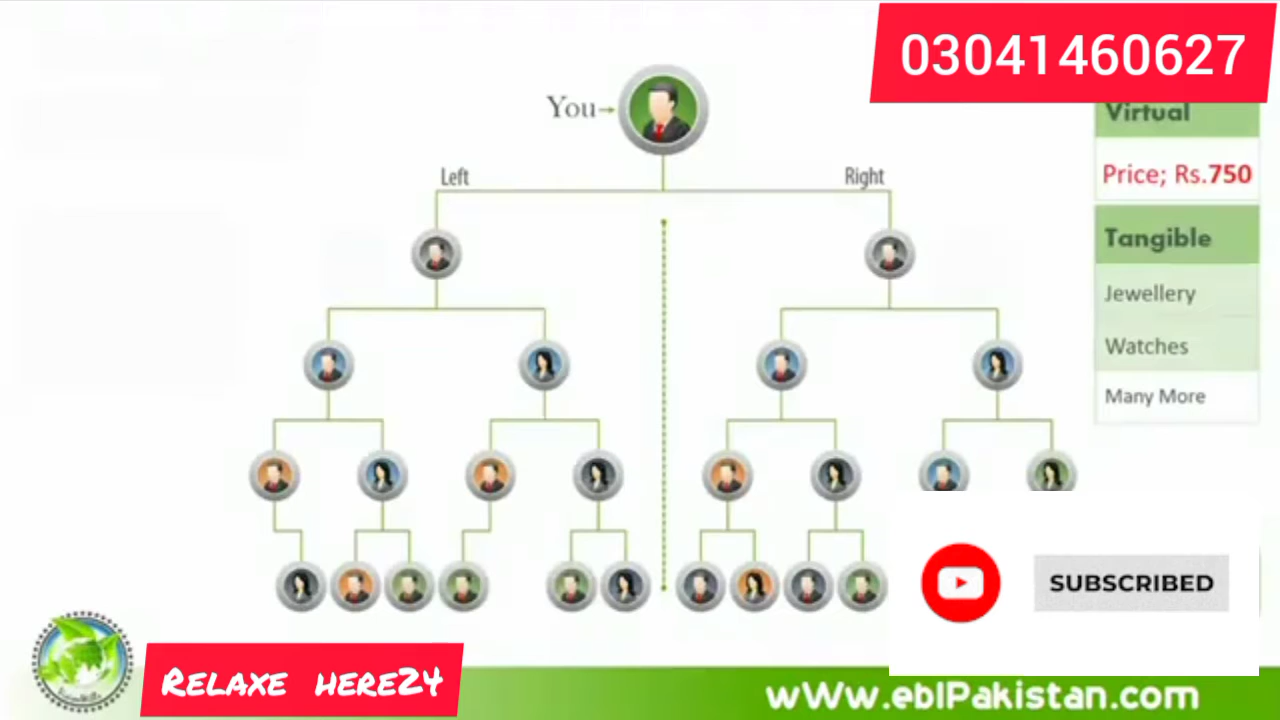 03041460627
You
Virtual
Left
Right
Price; Rs.750
Tangible
Jewellery
Watches
Many More
SUBSCRIBED
Relaxe here24
wWw.eblPakistan.com